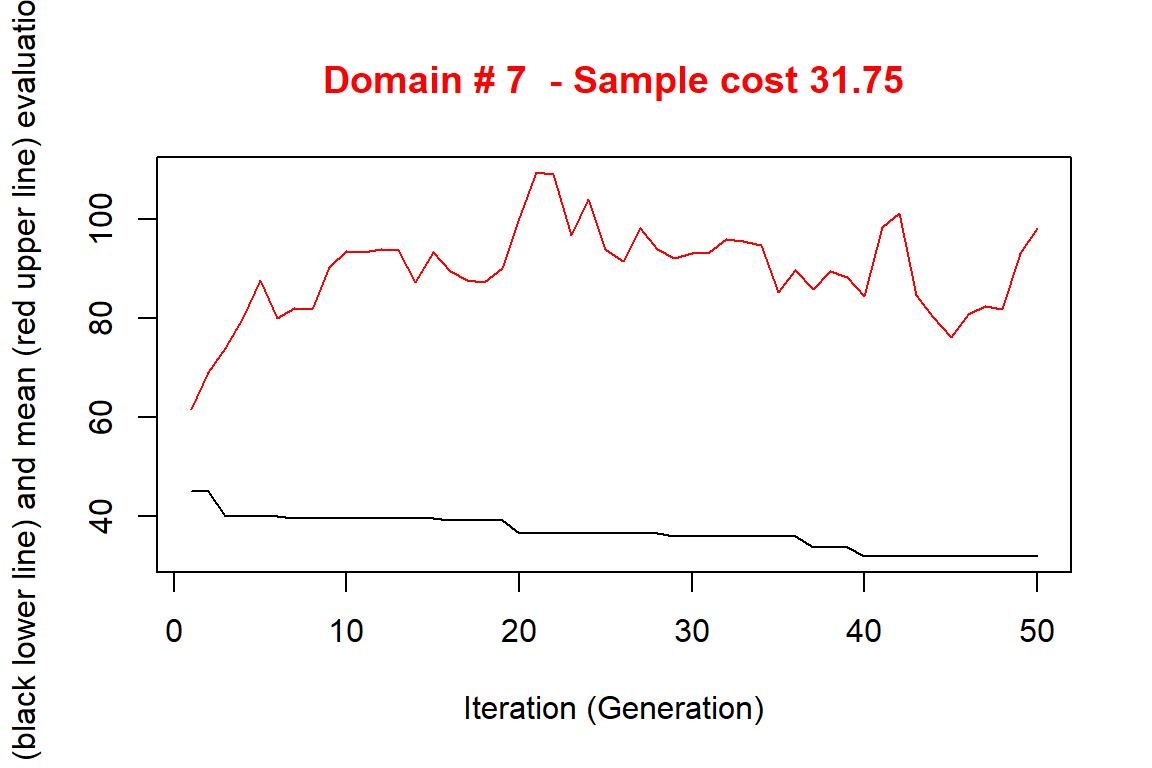 Domain # 7  - Sample cost 31.75
(black lower line) and mean (red upper line) evaluatio
100
80
60
40
0 10 20 30 40 50
Iteration (Generation)